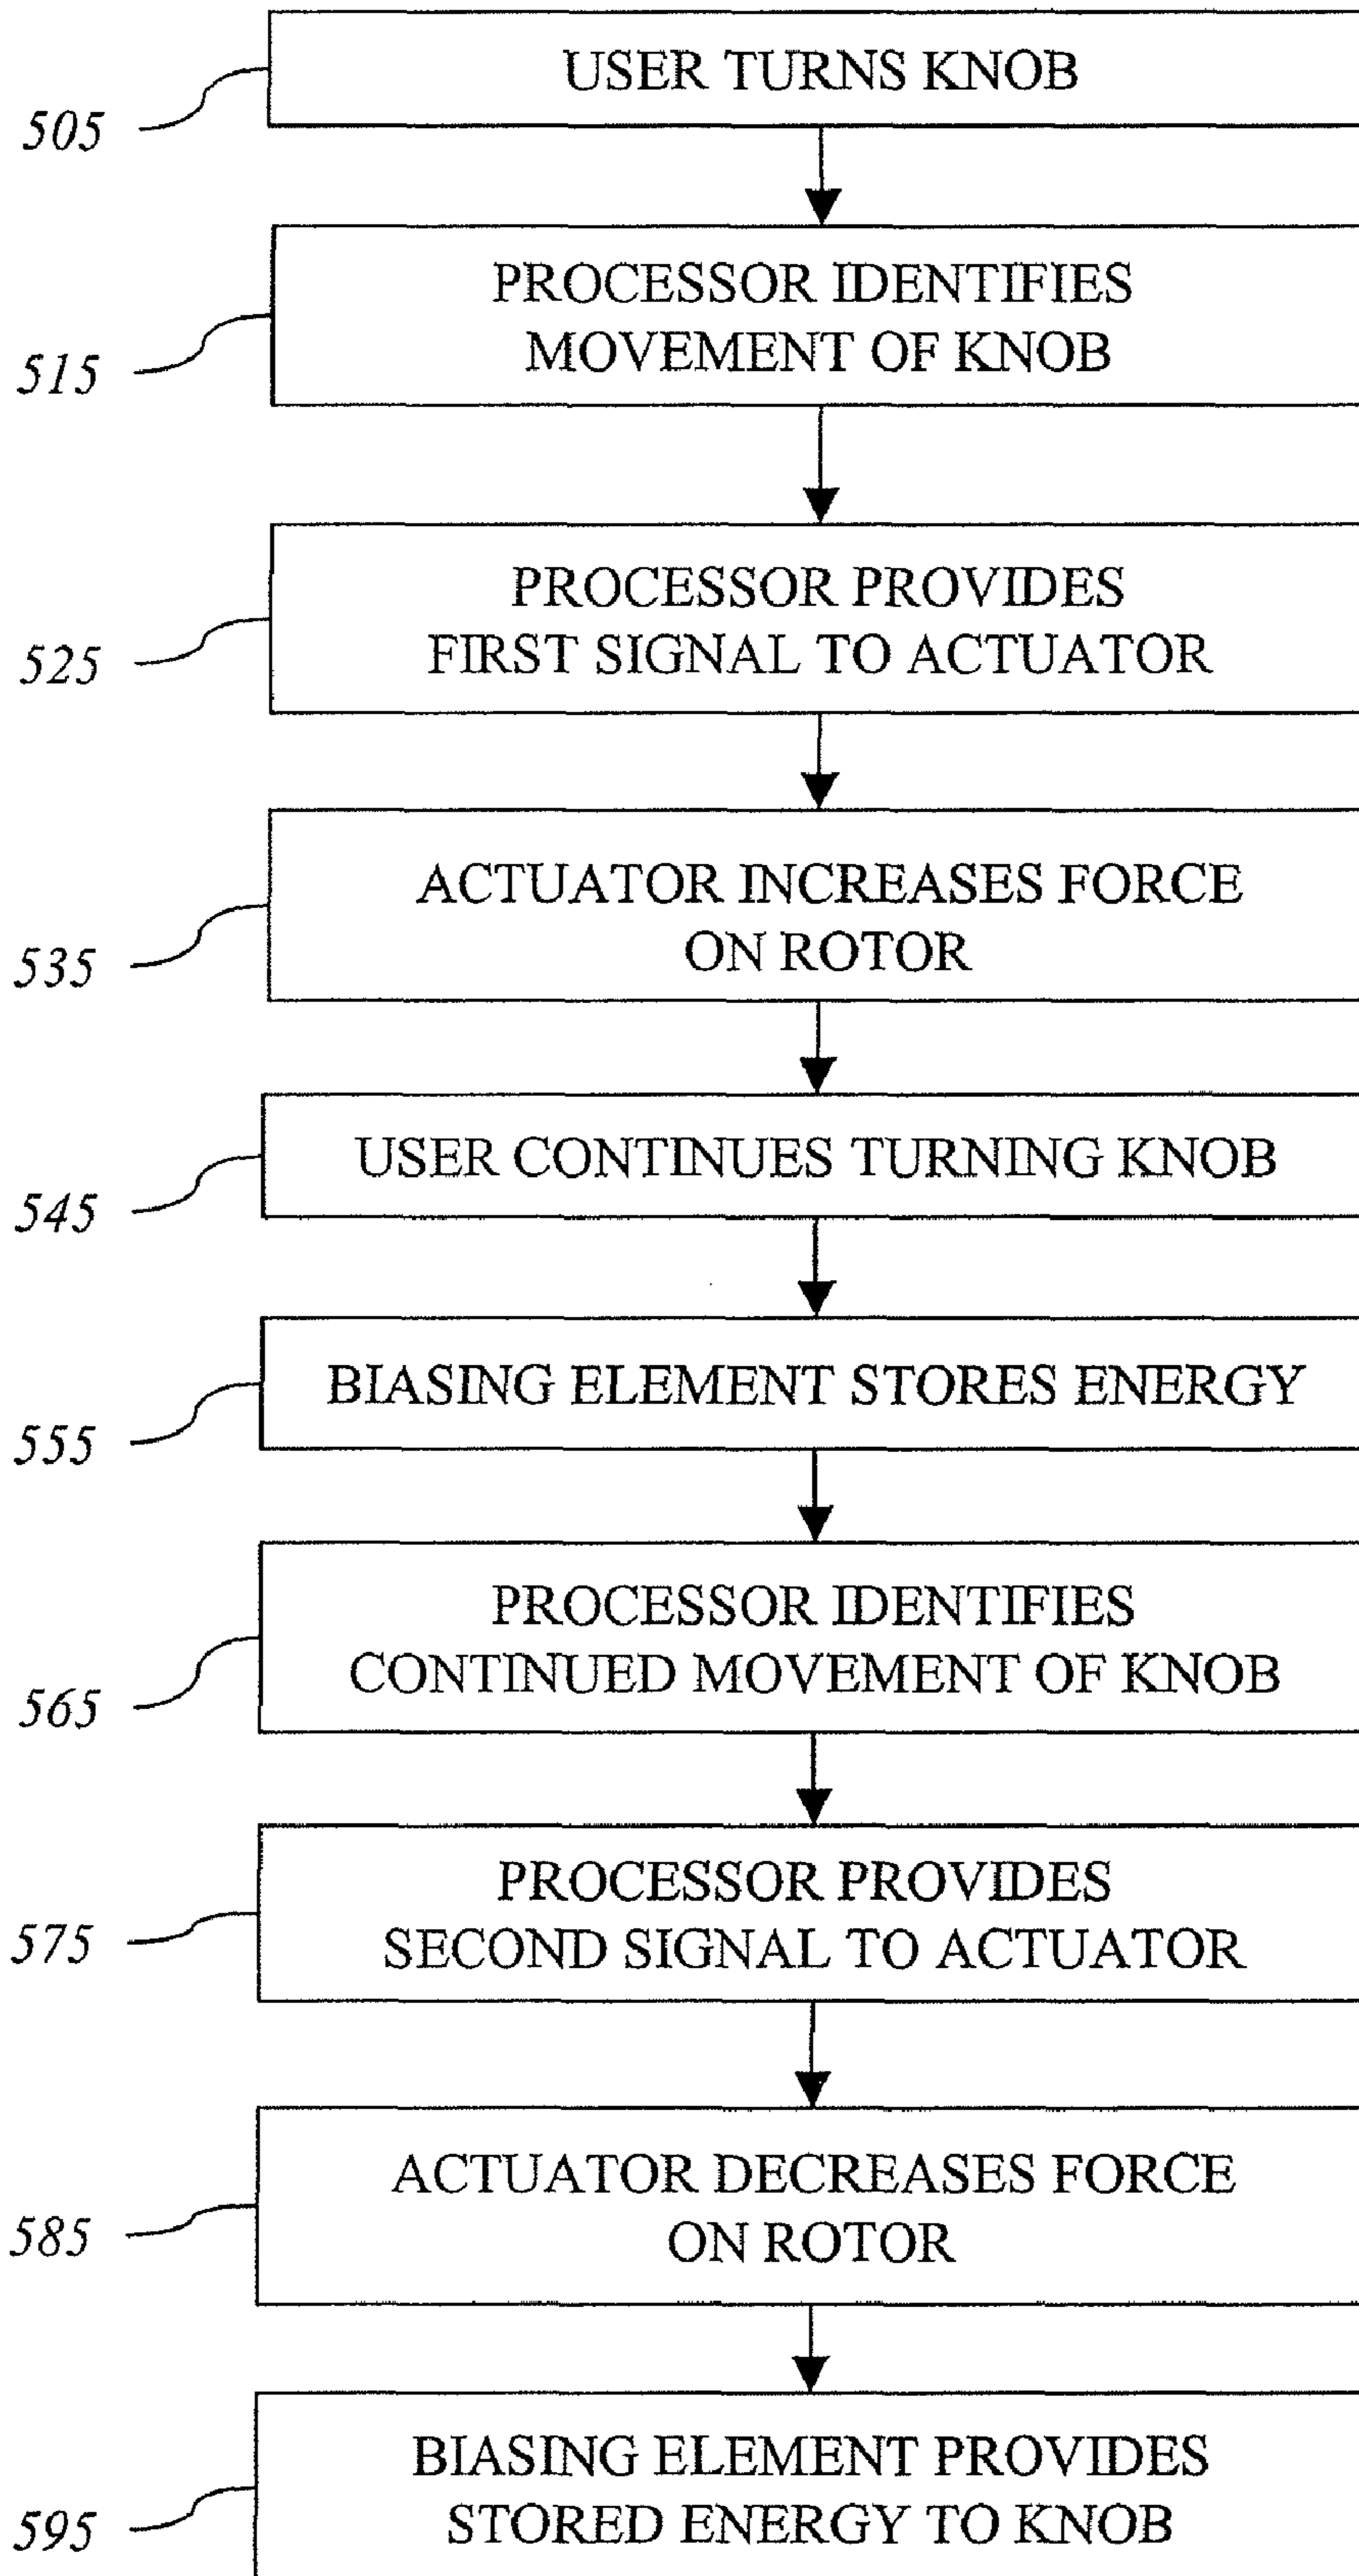 USER TURNS KNOB
505
PROCESSOR IDENTIFIES
MOVEMENT OF KNOB
515
PROCESSOR PROVIDES
FIRST SIGNAL TO ACTUATOR
525
ACTUATOR INCREASES FORCE
ON ROTOR
535
USER CONTINUES TURNING KNOB
545
BIASING ELEMENT STORES ENERGY
555
PROCESSOR IDENTIFIES
CONTINUED MOVEMENT OF KNOB
565
PROCESSOR PROVIDES
SECOND SIGNAL TO ACTUATOR
575
ACTUATOR DECREASES FORCE
ON ROTOR
585
BIASING ELEMENT PROVIDES
STORED ENERGY TO KNOB
595